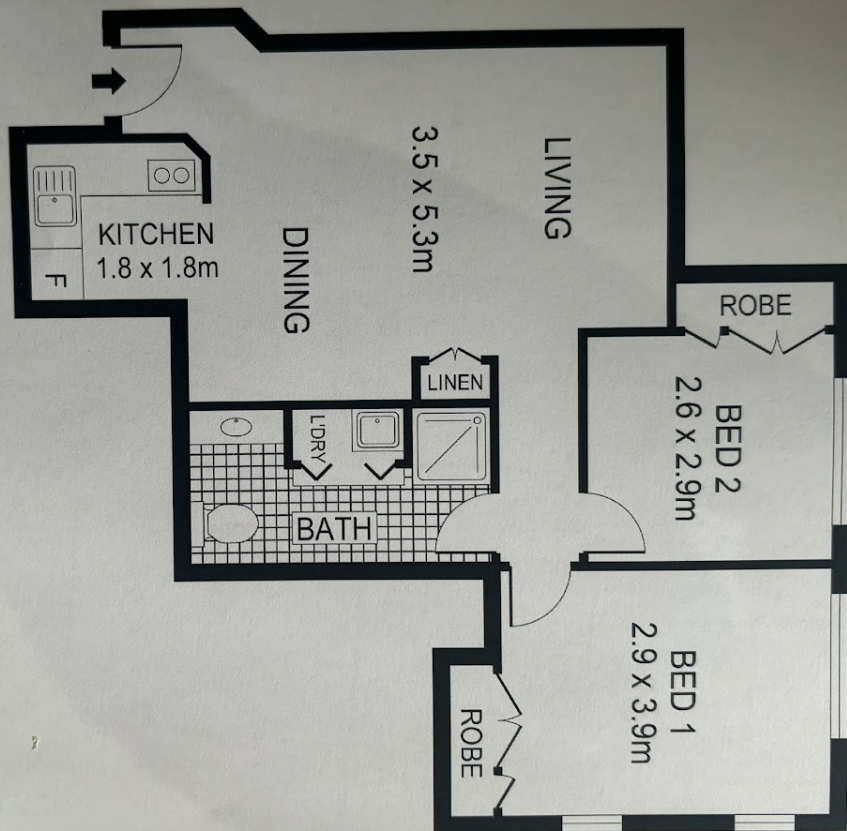 LIVING
3.5 x 5.3m
DINING
KITCHEN
1.8 x 1.8m
F
LINEN
ROBE
BED 2
2.6 x 2.9m
L'DRY
BATH
BED 1
2.9 x 3.9m
ROBE